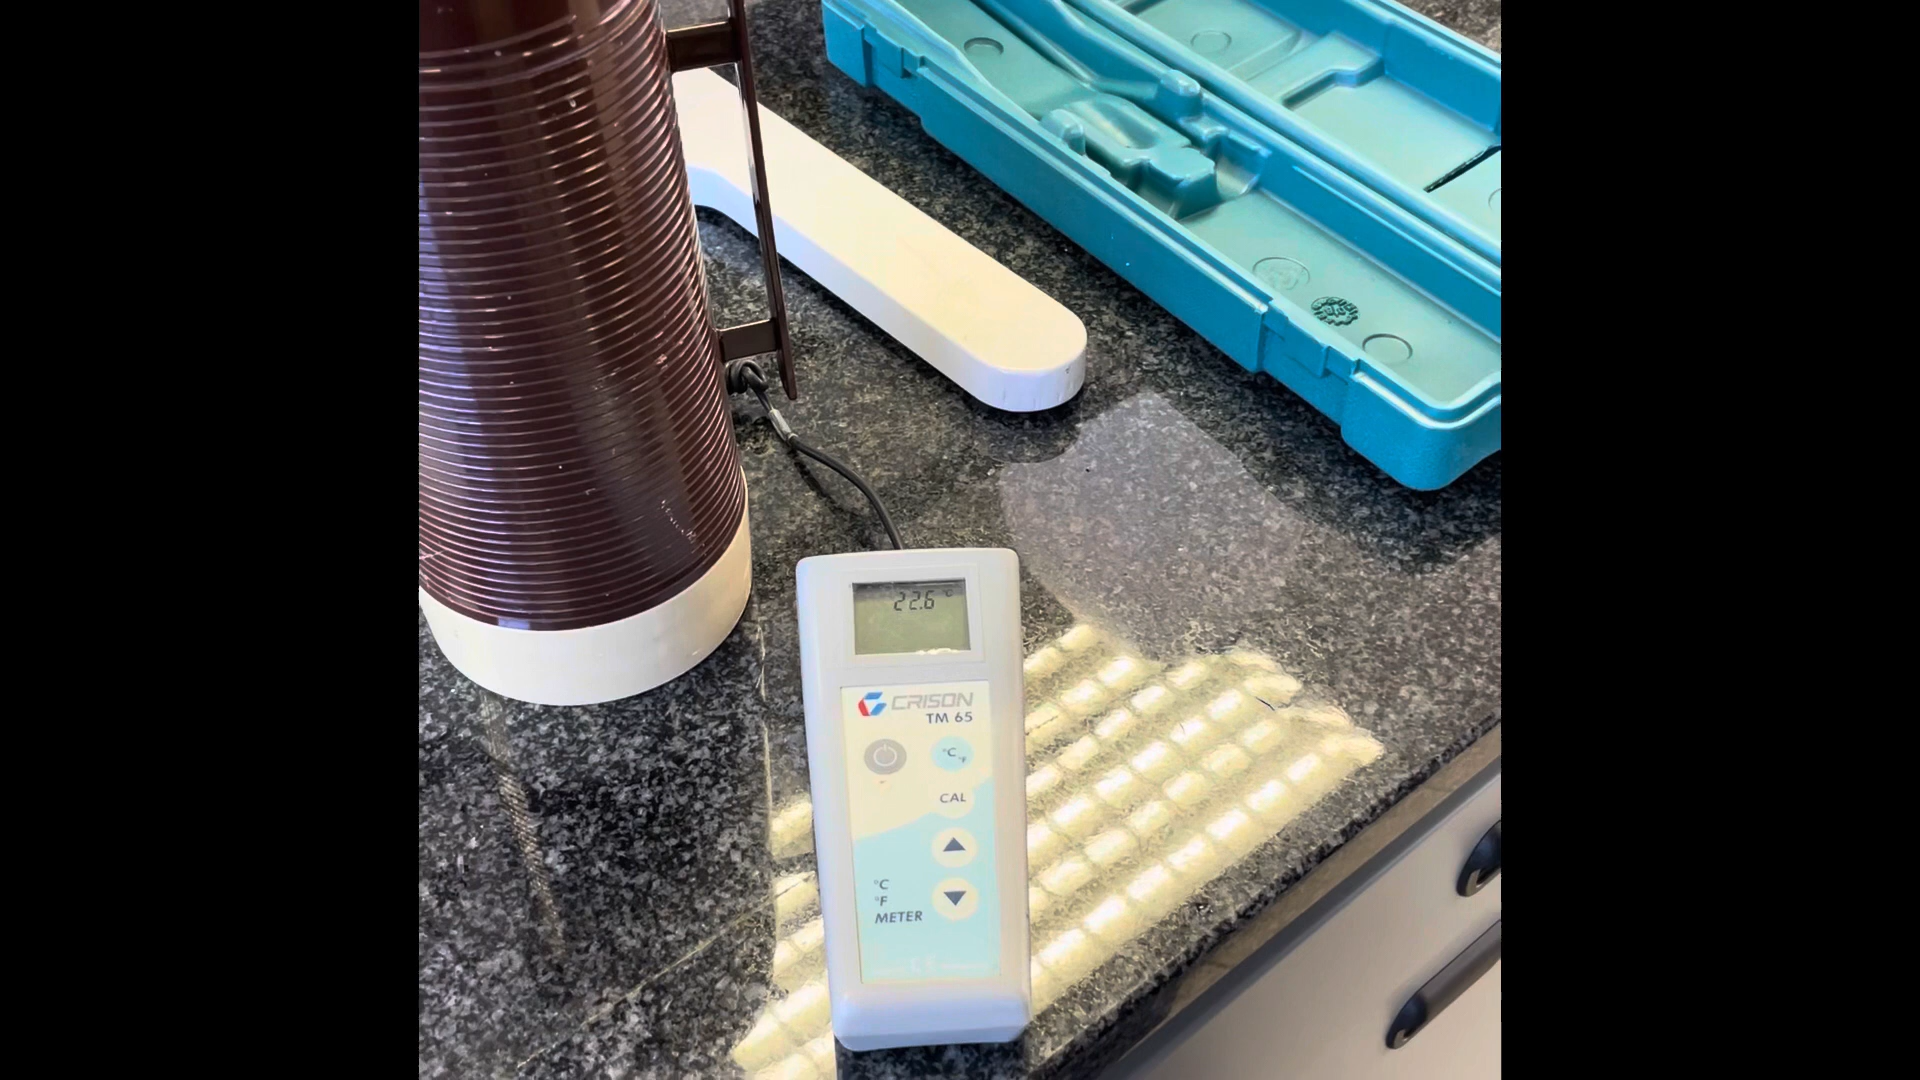 22.6 °C
CRISON
TM 65
°C °F
CAL
°C
°F
METER